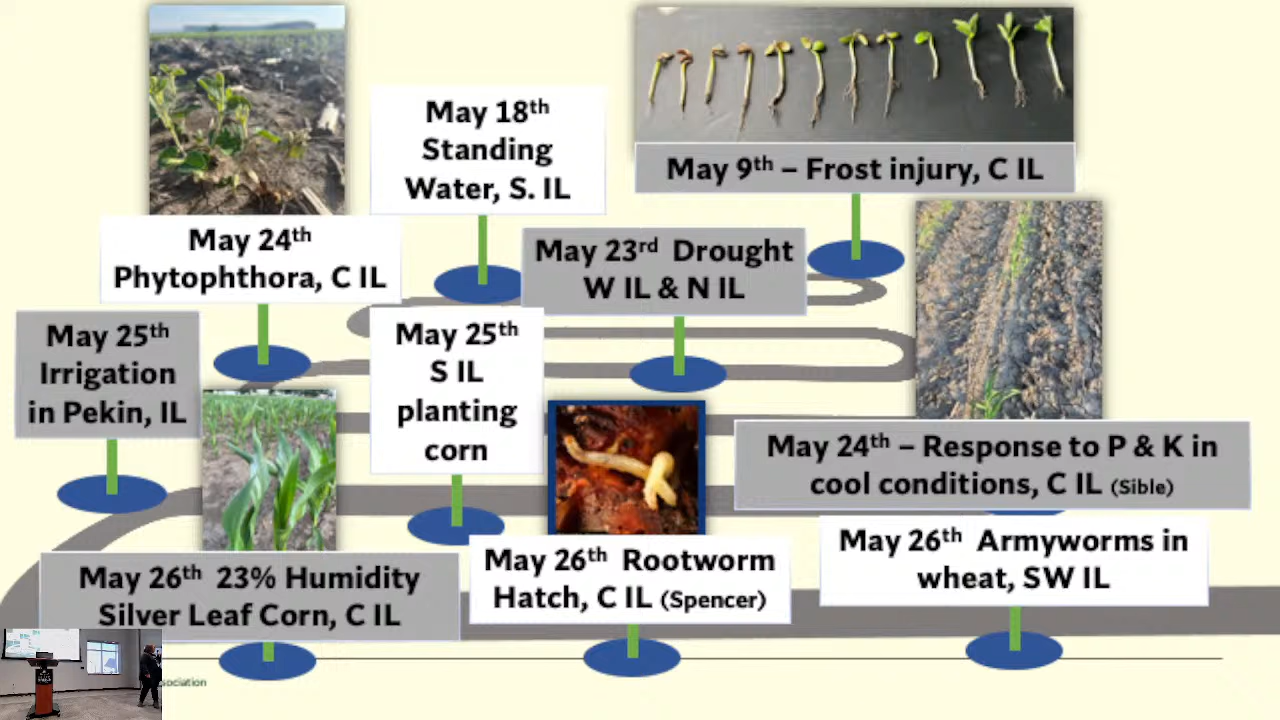 May 18th
Standing
Water, S. IL
May 9th – Frost injury, C IL
May 24th
Phytophthora, C IL
May 23rd Drought
W IL & N IL
May 25th
Irrigation
in Pekin, IL
May 25th
S IL
planting
corn
May 24th – Response to P & K in
cool conditions, C IL (Sible)
May 26th 23% Humidity
Silver Leaf Corn, C IL
May 26th Rootworm
Hatch, C IL (Spencer)
May 26th Armyworms in
wheat, SW IL
sociation